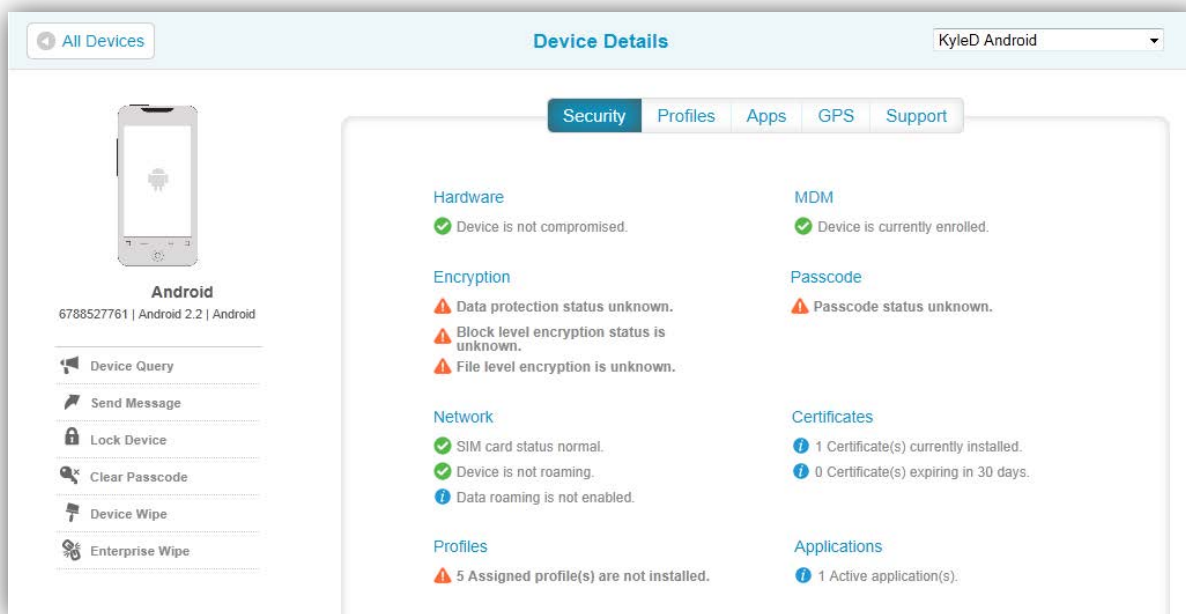 All Devices
Device Details
KyleD Android
Security Profiles Apps GPS Support
Android
6788527761 | Android 2.2 | Android
Device Query
Send Message
Lock Device
Clear Passcode
Device Wipe
Enterprise Wipe
Hardware
Device is not compromised.
MDM
Device is currently enrolled.
Encryption
Data protection status unknown.
Block level encryption status is
unknown.
File level encryption is unknown.
Passcode
Passcode status unknown.
Network
SIM card status normal.
Device is not roaming.
Data roaming is not enabled.
Certificates
1 Certificate(s) currently installed.
0 Certificate(s) expiring in 30 days.
Profiles
5 Assigned profile(s) are not installed.
Applications
1 Active application(s).